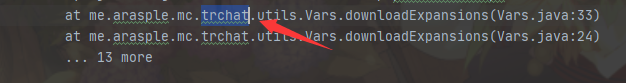 at me.arasple.mc.trchat.utils.Vars.downloadExpansions(Vars.java:33)
at me.arasple.mc.trchat.utils.Vars.downloadExpansions(Vars.java:24)
... 13 more